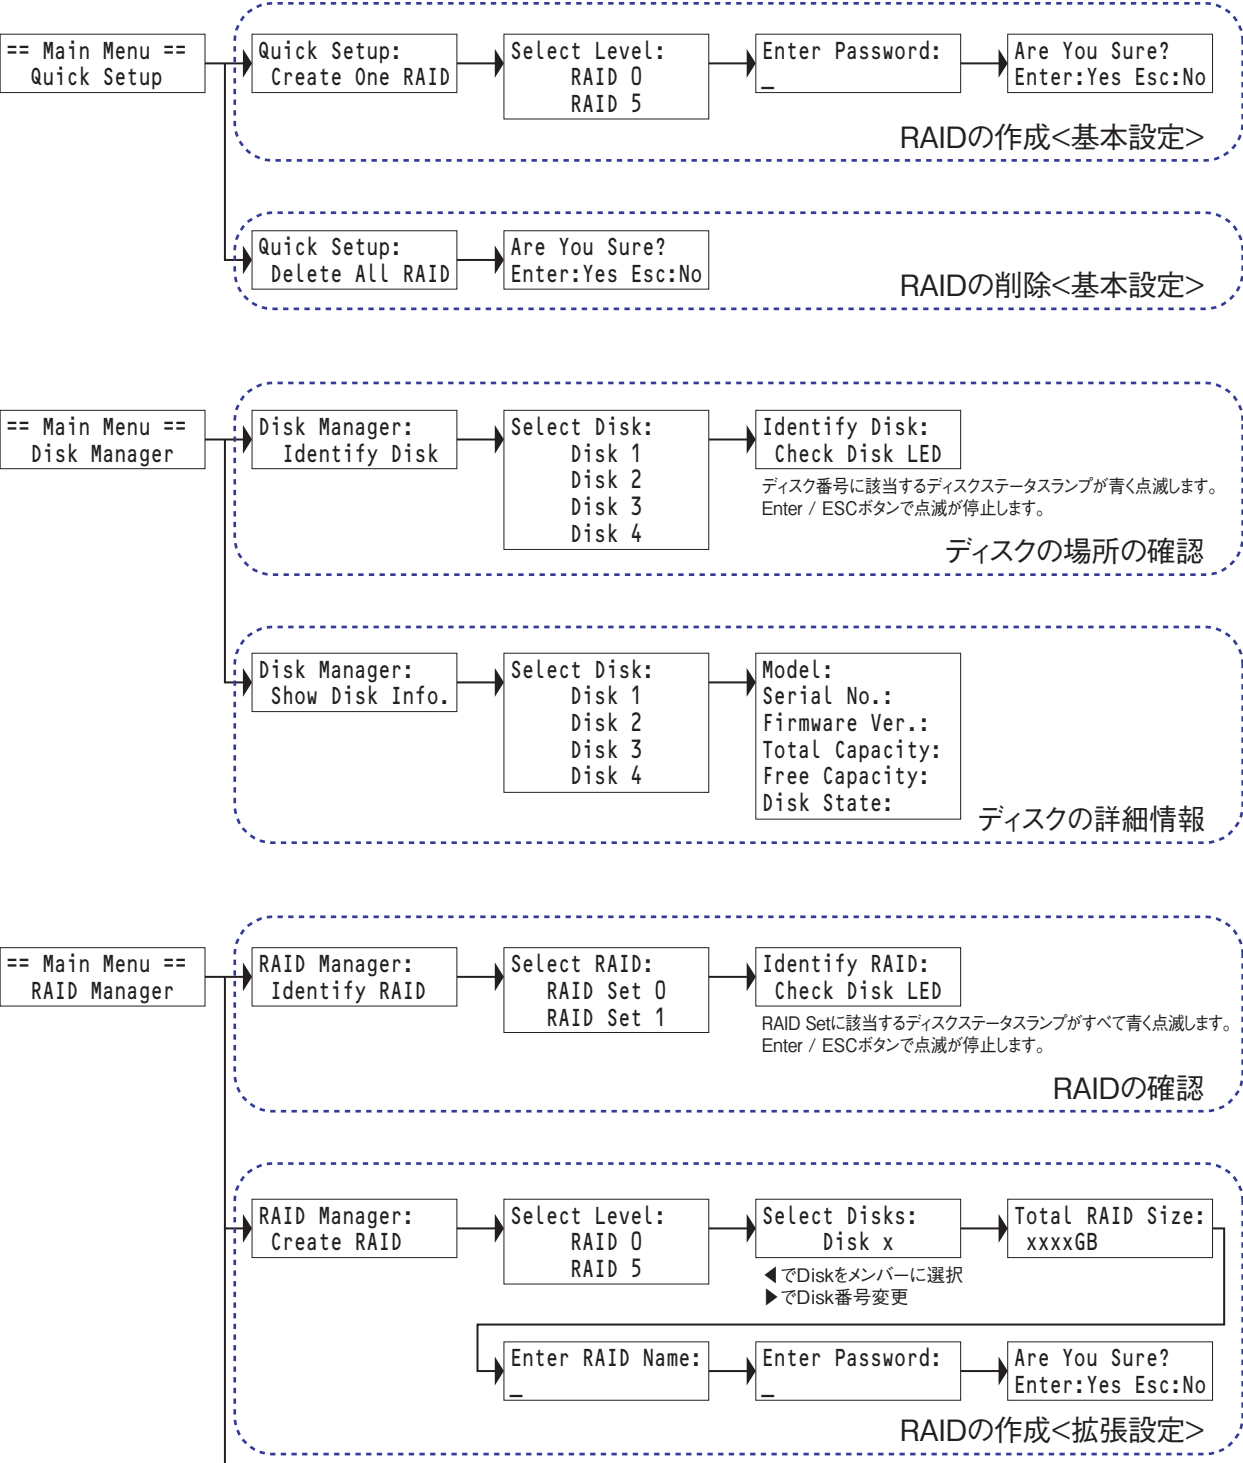 == Main Menu ==
Quick Setup
Quick Setup:
Create One RAID
Select Level:
RAID 0
RAID 5
Enter Password:
_
Are You Sure?
Enter:Yes Esc:No
RAIDの作成<基本設定>
Quick Setup:
Delete All RAID
Are You Sure?
Enter:Yes Esc:No
RAIDの削除<基本設定>
== Main Menu ==
Disk Manager
Disk Manager:
Identify Disk
Select Disk:
Disk 1
Disk 2
Disk 3
Disk 4
Identify Disk:
Check Disk LED
ディスク番号に該当するディスクステータスランプが青く点滅します。
Enter / ESCボタンで点滅が停止します。
ディスクの場所の確認
Disk Manager:
Show Disk Info.
Select Disk:
Disk 1
Disk 2
Disk 3
Disk 4
Model:
Serial No.:
Firmware Ver.:
Total Capacity:
Free Capacity:
Disk State:
ディスクの詳細情報
== Main Menu ==
RAID Manager
RAID Manager:
Identify RAID
Select RAID:
RAID Set 0
RAID Set 1
Identify RAID:
Check Disk LED
RAID Setに該当するディスクステータスランプがすべて青く点滅します。
Enter / ESCボタンで点滅が停止します。
RAIDの確認
RAID Manager:
Create RAID
Select Level:
RAID 0
RAID 5
Select Disks:
Disk x
◀でDiskをメンバーに選択
▶でDisk番号変更
Total RAID Size:
xxxxGB
Enter RAID Name:
_
Enter Password:
_
Are You Sure?
Enter:Yes Esc:No
RAIDの作成<拡張設定>